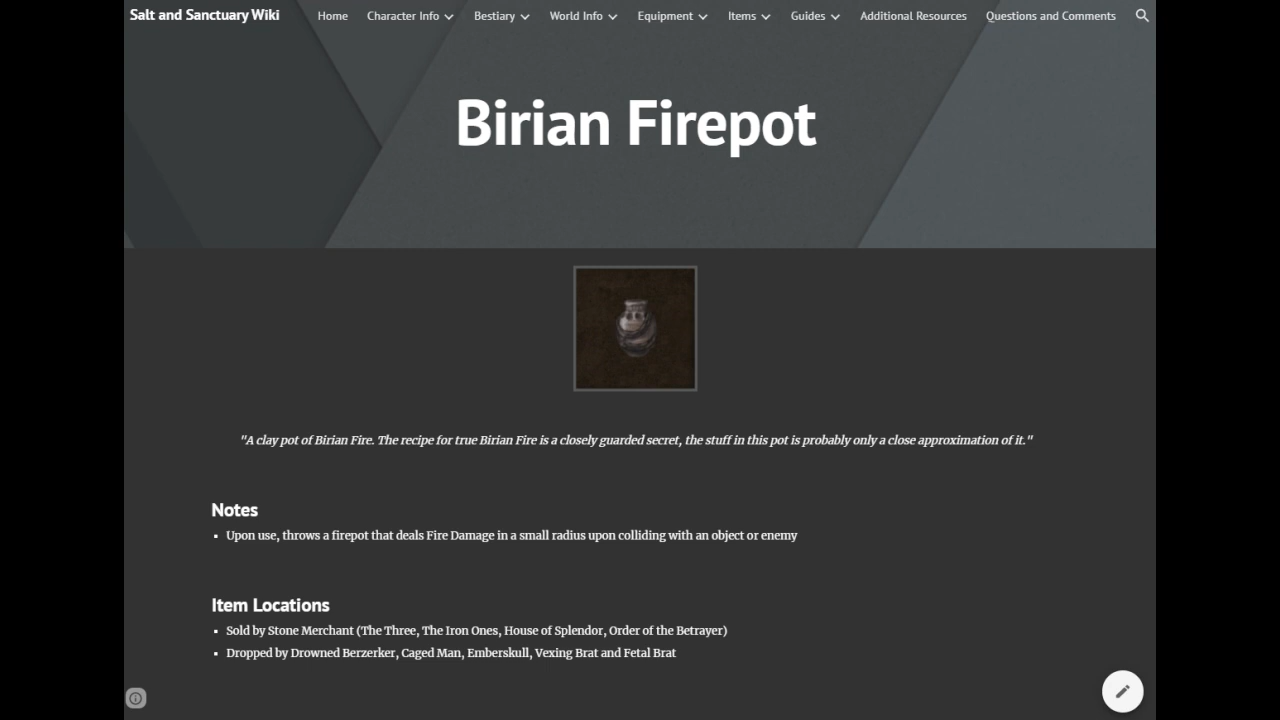 Salt and Sanctuary Wiki
Home Character Info Bestiary World Info Equipment Items Guides Additional Resources Questions and Comments
Birian Firepot
"A clay pot of Birian Fire. The recipe for true Birian Fire is a closely guarded secret, the stuff in this pot is probably only a close approximation of it."
Notes
Upon use, throws a firepot that deals Fire Damage in a small radius upon colliding with an object or enemy
Item Locations
Sold by Stone Merchant (The Three, The Iron Ones, House of Splendor, Order of the Betrayer)
Dropped by Drowned Berzerker, Caged Man, Emberskull, Vexing Brat and Fetal Brat